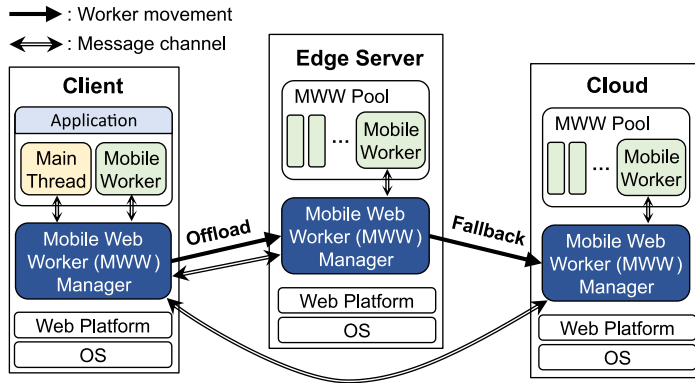 : Worker movement
: Message channel
Client
Application
Main
Thread
Mobile
Worker
Mobile Web
Worker (MWW)
Manager
Web Platform
OS
Offload
Edge Server
MWW Pool
...
Mobile
Worker
Mobile Web
Worker (MWW)
Manager
Web Platform
OS
Fallback
Cloud
MWW Pool
...
Mobile
Worker
Mobile Web
Worker (MWW)
Manager
Web Platform
OS